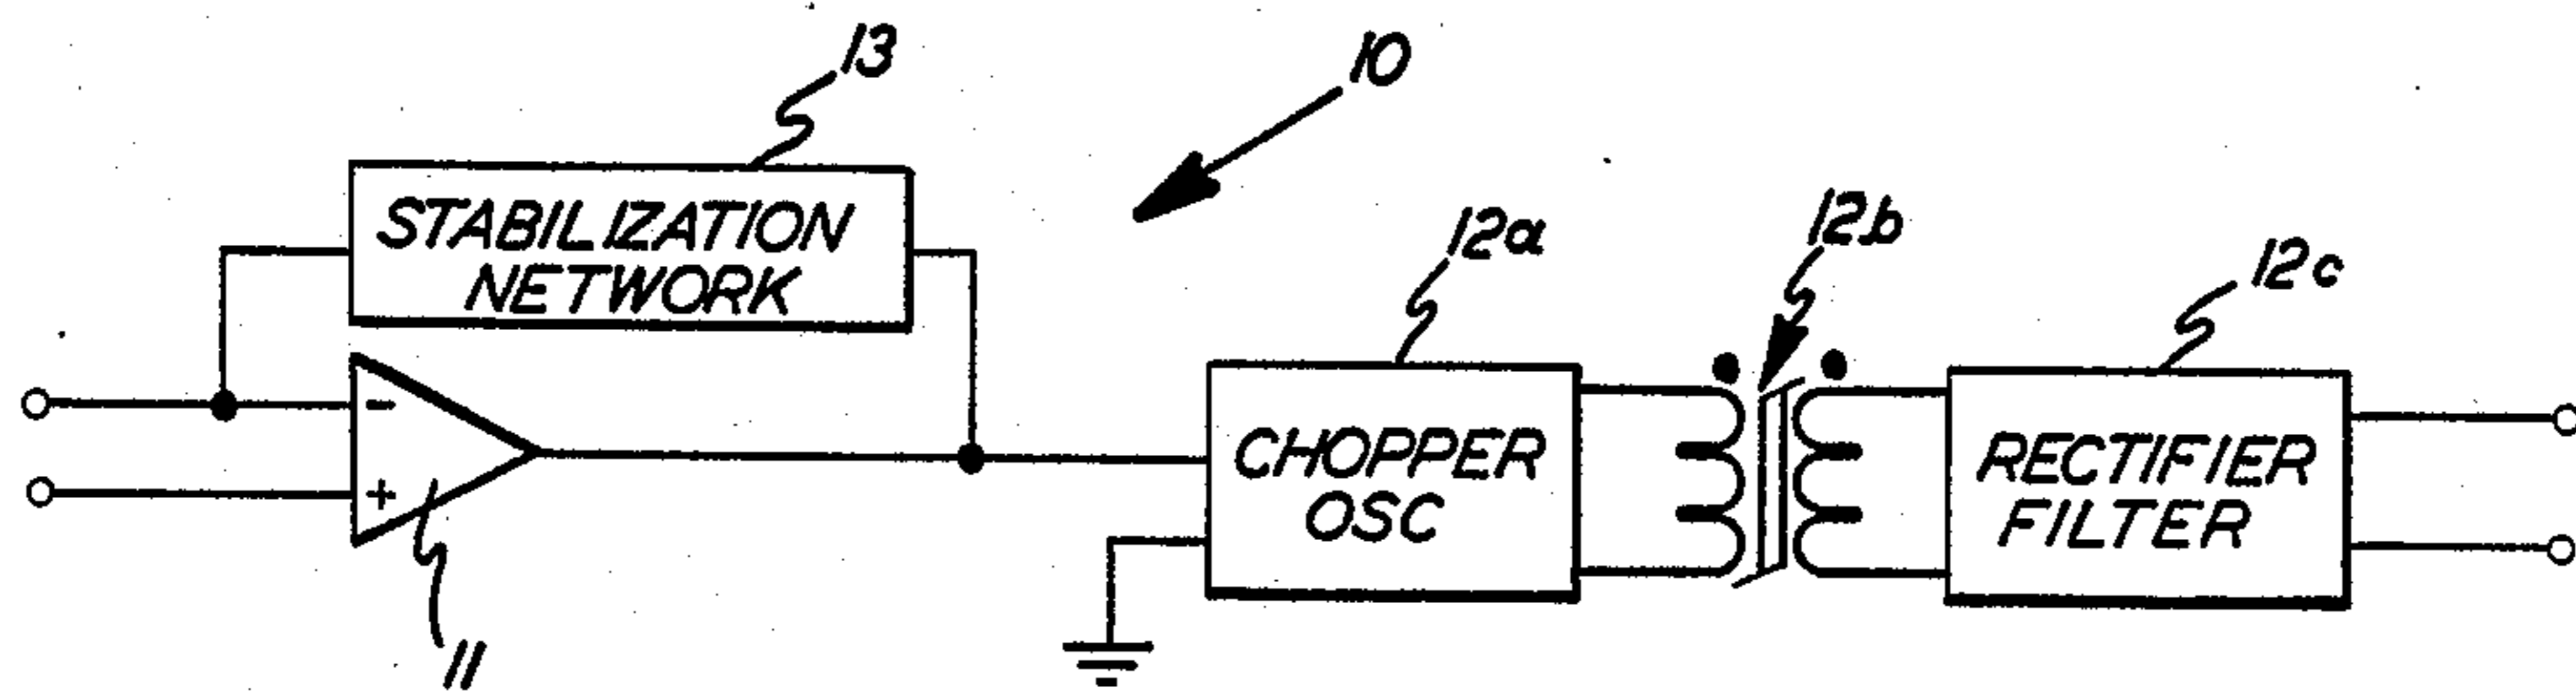 13
10
STABILIZATION
NETWORK
12a
12b
12c
-
+
CHOPPER
OSC
RECTIFIER
FILTER
11